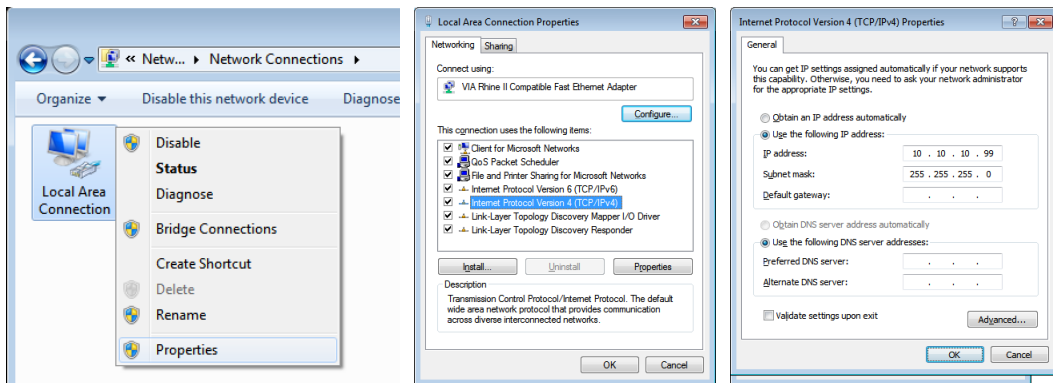 « Netw... ▸ Network Connections ▸
Organize ▾ Disable this network device Diagnose
Local Area
Connection
Disable
Status
Diagnose
Bridge Connections
Create Shortcut
Delete
Rename
Properties
Local Area Connection Properties
Networking Sharing
Connect using:
VIA Rhine II Compatible Fast Ethernet Adapter
Configure...
This connection uses the following items:
Client for Microsoft Networks
QoS Packet Scheduler
File and Printer Sharing for Microsoft Networks
Internet Protocol Version 6 (TCP/IPv6)
Internet Protocol Version 4 (TCP/IPv4)
Link-Layer Topology Discovery Mapper I/O Driver
Link-Layer Topology Discovery Responder
Install... Uninstall Properties
Description
Transmission Control Protocol/Internet Protocol. The default
wide area network protocol that provides communication
across diverse interconnected networks.
OK Cancel
Internet Protocol Version 4 (TCP/IPv4) Properties
General
You can get IP settings assigned automatically if your network supports
this capability. Otherwise, you need to ask your network administrator
for the appropriate IP settings.
Obtain an IP address automatically
Use the following IP address:
IP address: 10 . 10 . 10 . 99
Subnet mask: 255 . 255 . 255 . 0
Default gateway: . . .
Obtain DNS server address automatically
Use the following DNS server addresses:
Preferred DNS server: . . .
Alternate DNS server: . . .
Validate settings upon exit
Advanced...
OK Cancel